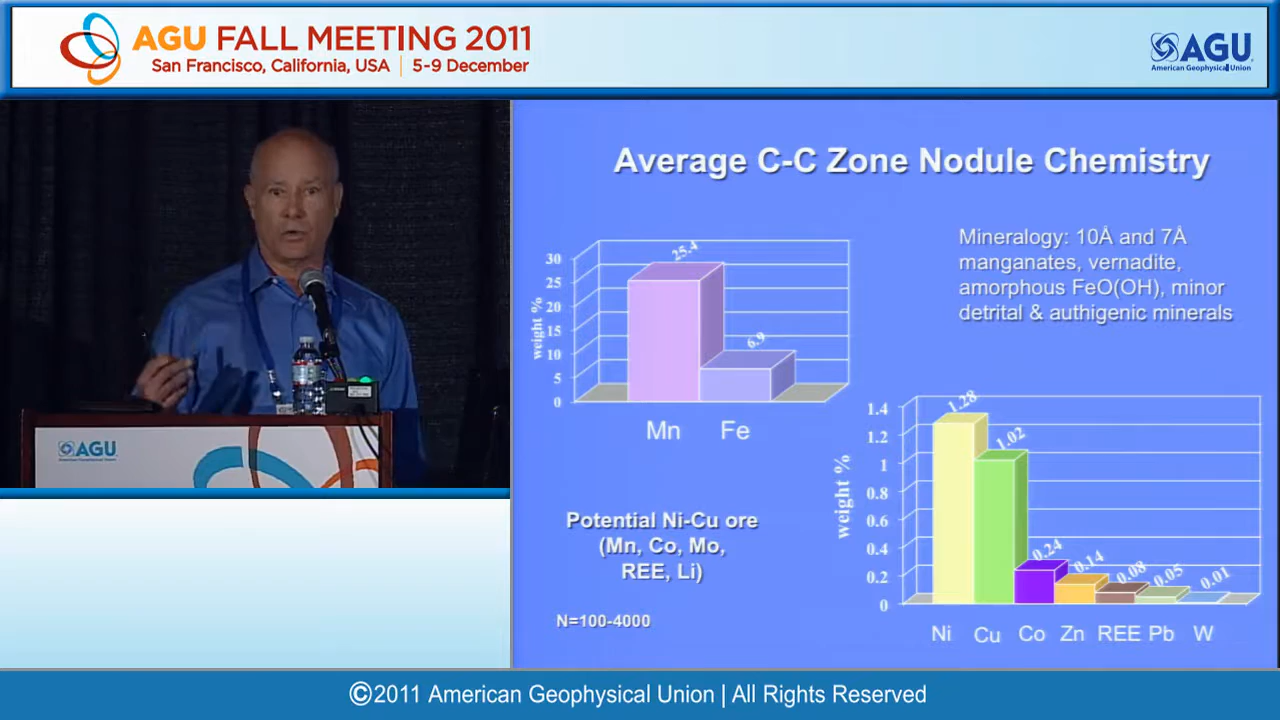 AGU FALL MEETING 2011
San Francisco, California, USA | 5-9 December
AGU
American Geophysical Union
AGU
American Geophysical Union
Average C-C Zone Nodule Chemistry
Mineralogy: 10Å and 7Å
manganates, vernadite,
amorphous FeO(OH), minor
detrital & authigenic minerals
weight %
30
25
20
15
10
5
0
25.4
6.9
Mn Fe
Potential Ni-Cu ore
(Mn, Co, Mo,
REE, Li)
N=100-4000
weight %
1.4
1.2
1
0.8
0.6
0.4
0.2
0
1.28
1.02
0.24
0.14
0.08
0.05
0.01
Ni Cu Co Zn REE Pb W
©2011 American Geophysical Union | All Rights Reserved